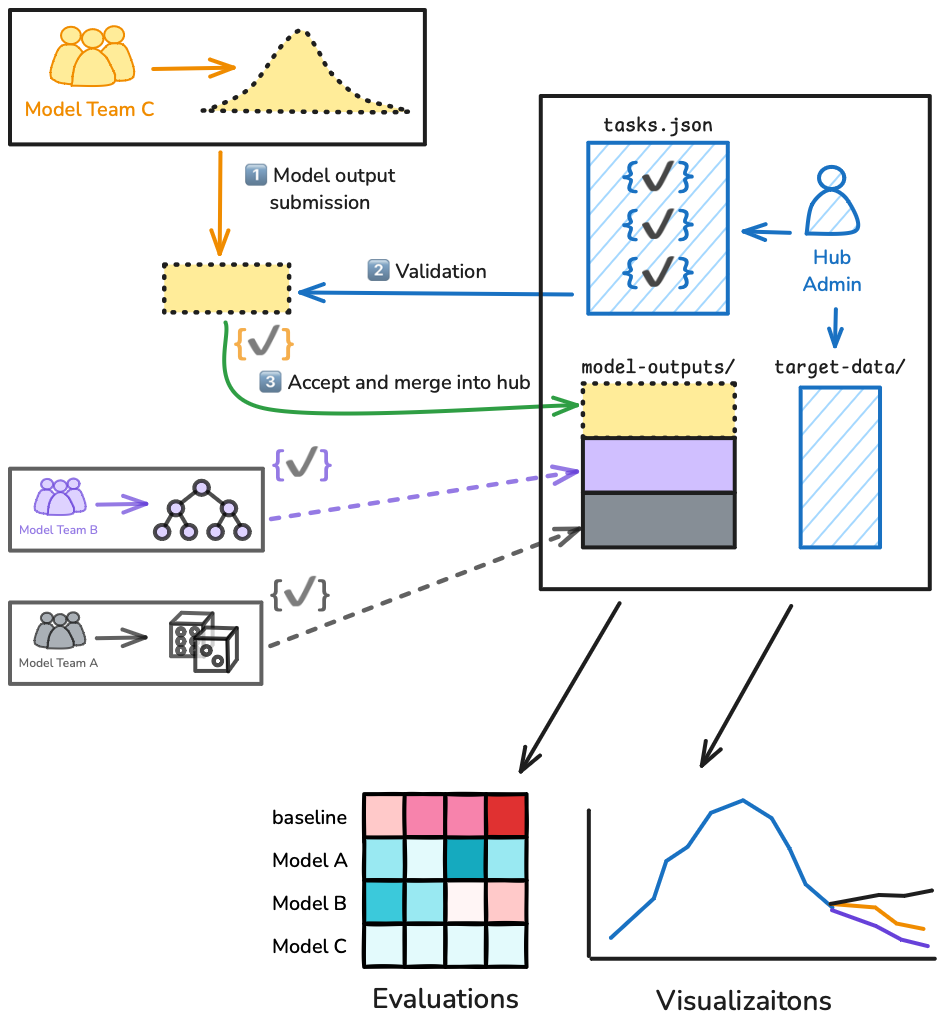 Model Team C
1 Model output
submission
tasks.json
{✔}
{✔}
{✔}
Hub
Admin
2 Validation
{✔}
3 Accept and merge into hub
model-outputs/
target-data/
{✔}
Model Team B
{✔}
Model Team A
baseline
Model A
Model B
Model C
Evaluations
Visualizaitons